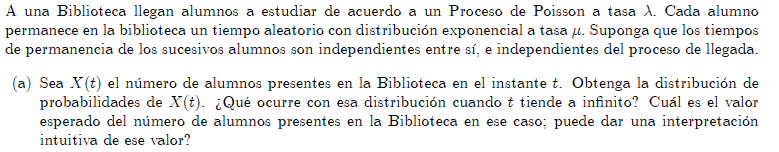 A una Biblioteca llegan alumnos a estudiar de acuerdo a un Proceso de Poisson a tasa λ. Cada alumno
permanece en la biblioteca un tiempo aleatorio con distribución exponencial a tasa μ. Suponga que los tiempos
de permanencia de los sucesivos alumnos son independientes entre sí, e independientes del proceso de llegada.
(a) Sea X(t) el número de alumnos presentes en la Biblioteca en el instante t. Obtenga la distribución de
probabilidades de X(t). ¿Qué ocurre con esa distribución cuando t tiende a infinito? Cuál es el valor
esperado del número de alumnos presentes en la Biblioteca en ese caso; puede dar una interpretación
intuitiva de ese valor?